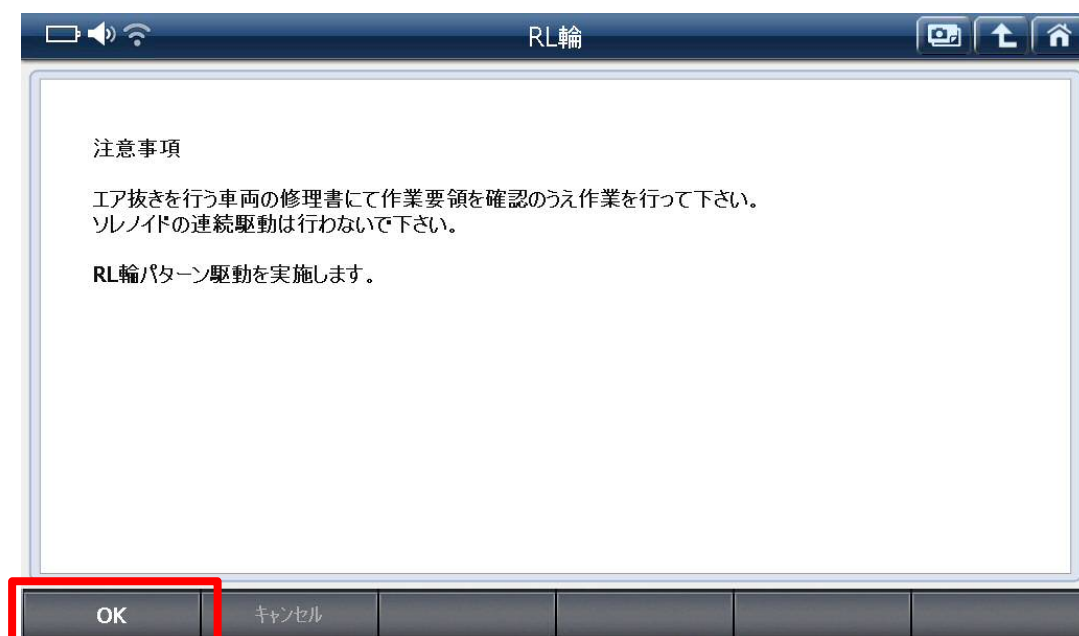 RL輪
注意事項
エア抜きを行う車両の修理書にて作業要領を確認のうえ作業を行って下さい。
ソレノイドの連続駆動は行わないで下さい。
RL輪パターン駆動を実施します。
OK
キャンセル